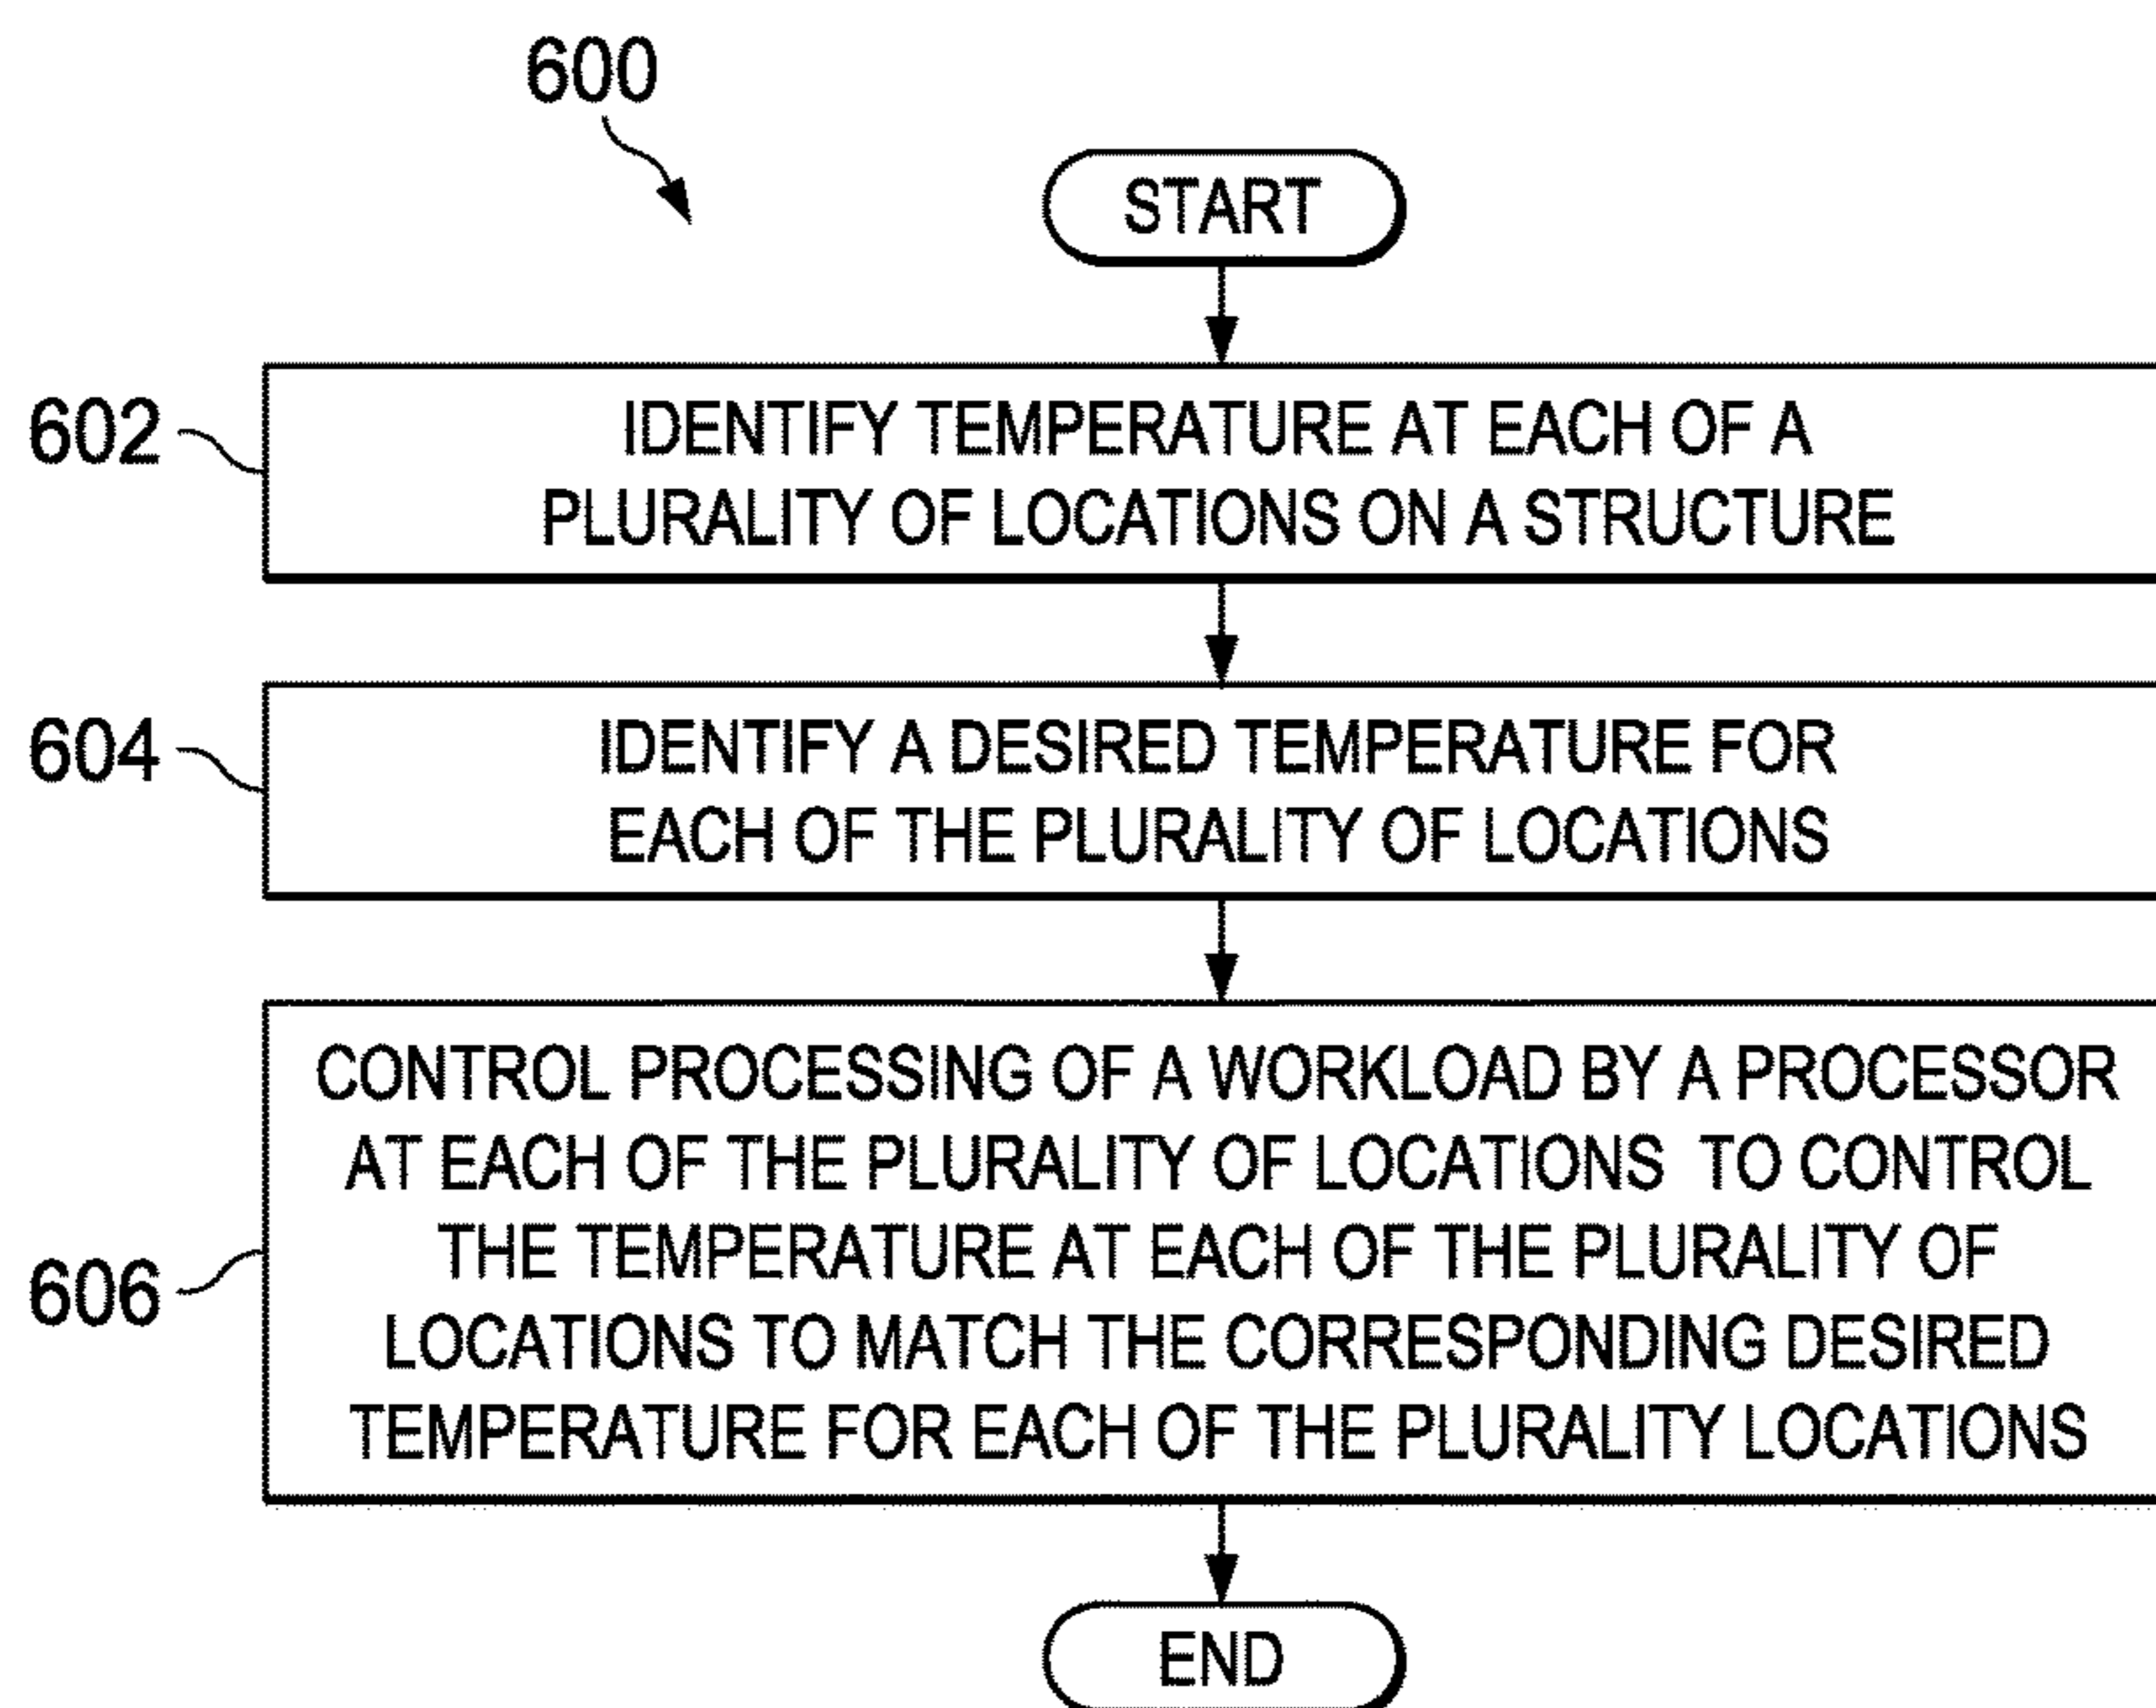 600
START
602
IDENTIFY TEMPERATURE AT EACH OF A
PLURALITY OF LOCATIONS ON A STRUCTURE
604
IDENTIFY A DESIRED TEMPERATURE FOR
EACH OF THE PLURALITY OF LOCATIONS
606
CONTROL PROCESSING OF A WORKLOAD BY A PROCESSOR
AT EACH OF THE PLURALITY OF LOCATIONS TO CONTROL
THE TEMPERATURE AT EACH OF THE PLURALITY OF
LOCATIONS TO MATCH THE CORRESPONDING DESIRED
TEMPERATURE FOR EACH OF THE PLURALITY LOCATIONS
END